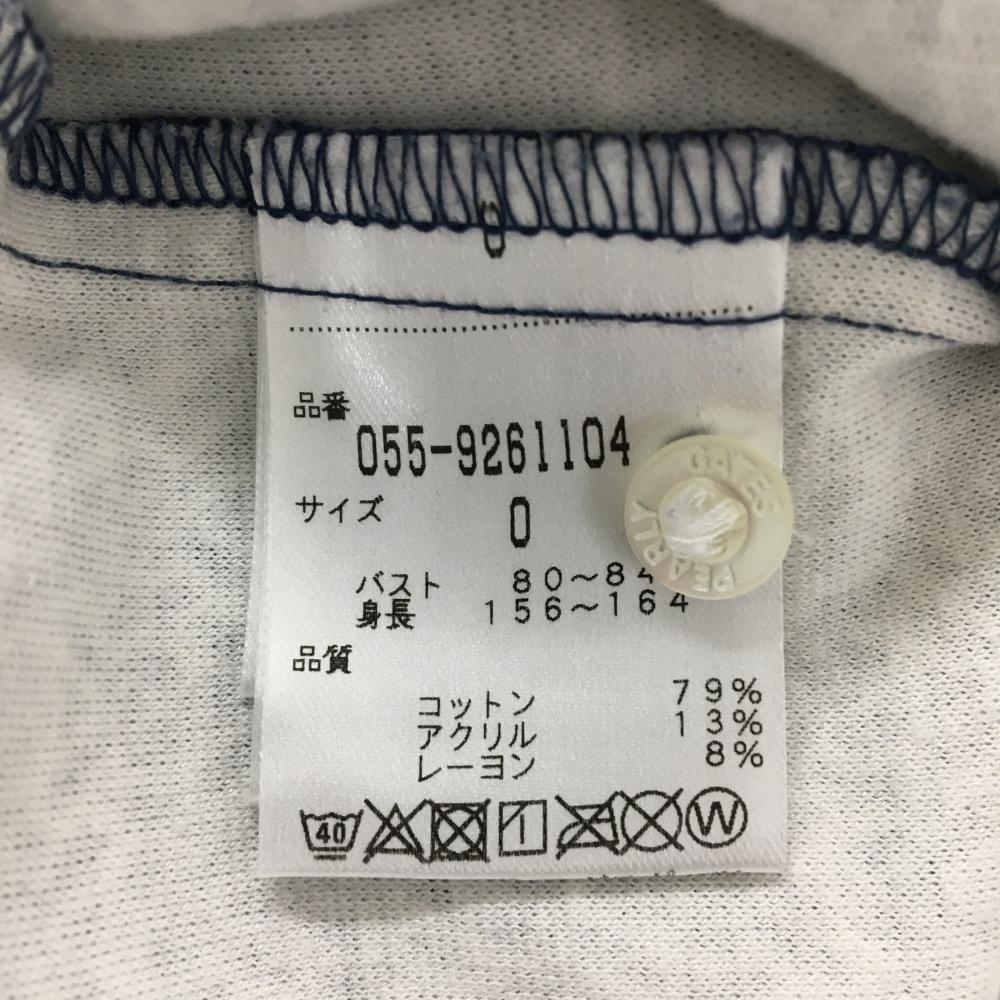 0
品番
055-9261104
サイズ
0
バスト 80～84
身長 156～164
品質
コットン 79%
アクリル 13%
レーヨン 8%
40
W
PEARLY GATES